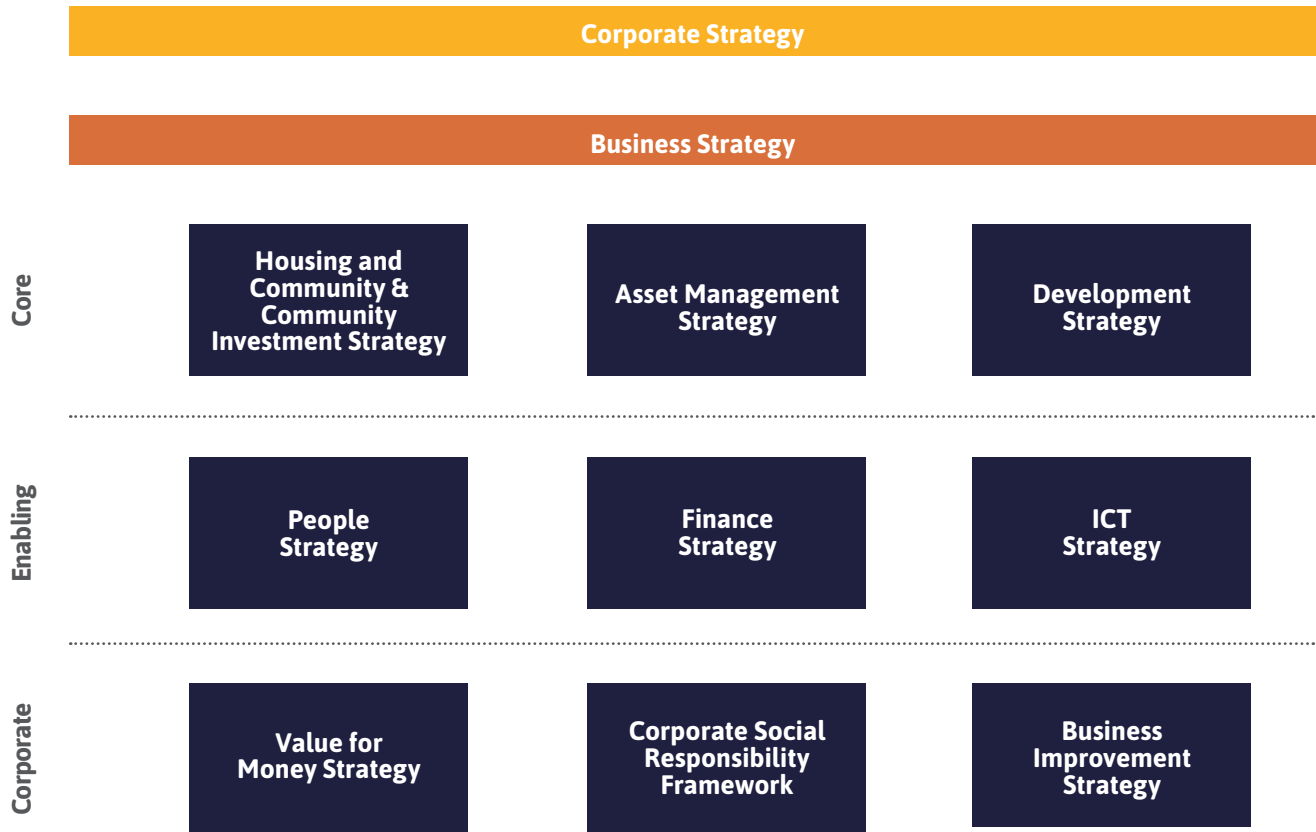 Corporate Strategy
Business Strategy
Core
Housing and
Community &
Community
Investment Strategy
Asset Management
Strategy
Development
Strategy
Enabling
People
Strategy
Finance
Strategy
ICT
Strategy
Corporate
Value for
Money Strategy
Corporate Social
Responsibility
Framework
Business
Improvement
Strategy